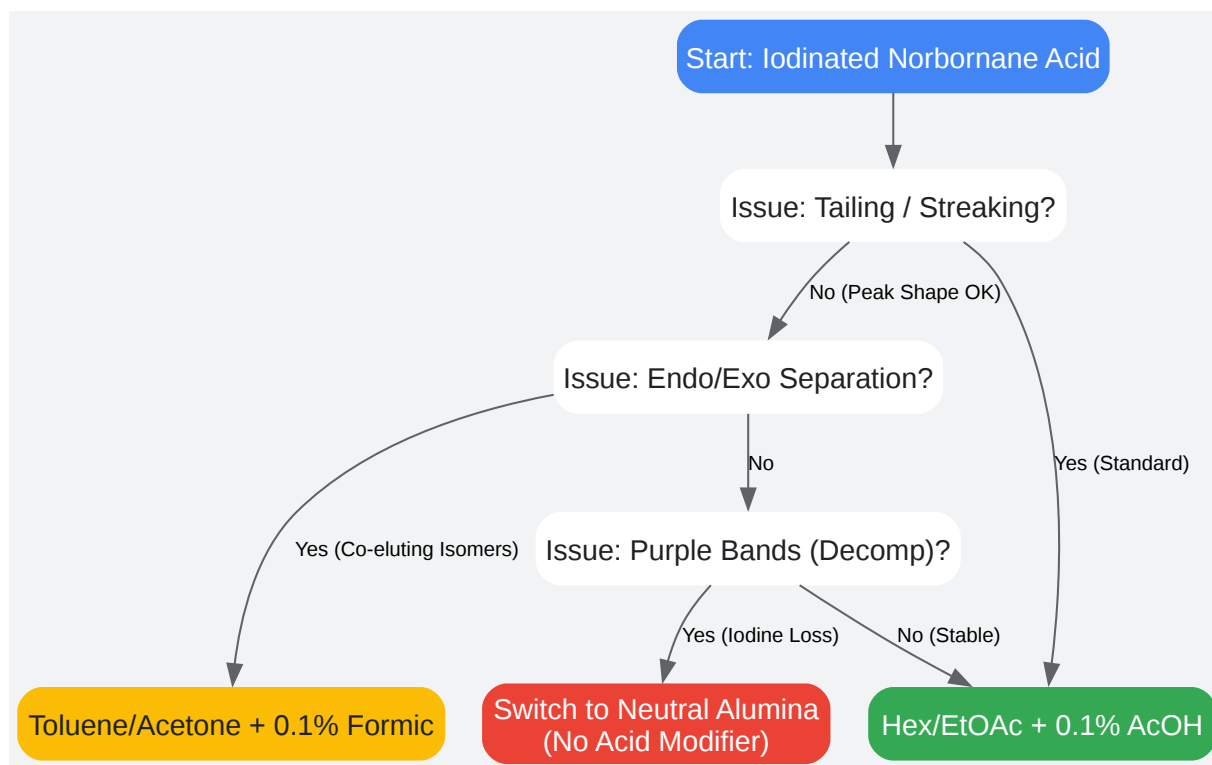 Start: Iodinated Norbornane Acid
Issue: Tailing / Streaking?
No (Peak Shape OK)
Issue: Endo/Exo Separation?
No
Yes (Standard)
Yes (Co-eluting Isomers)
Issue: Purple Bands (Decomp)?
Yes (Iodine Loss)
No (Stable)
Toluene/Acetone + 0.1% Formic
Switch to Neutral Alumina
(No Acid Modifier)
Hex/EtOAc + 0.1% AcOH